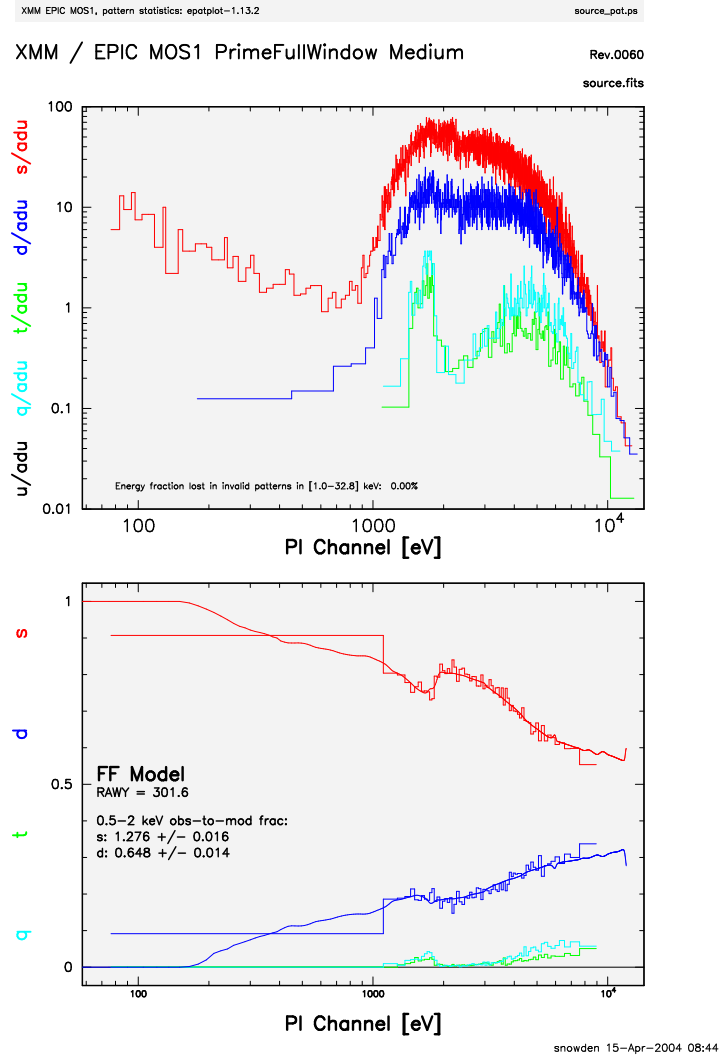 XMM EPIC MOS1, pattern statistics: epatplot-1.13.2 source_pat.ps
XMM / EPIC MOS1 PrimeFullWindow Medium Rev.0060
source.fits
u/adu q/adu t/adu d/adu s/adu
100
10
1
0.1
0.01
Energy fraction lost in invalid patterns in [1.0-32.8] keV: 0.00%
100 1000 10⁴
PI Channel [eV]
q t d s
1
0.5
0
FF Model
RAWY = 301.6
0.5-2 keV obs-to-mod frac:
s: 1.276 +/- 0.016
d: 0.648 +/- 0.014
100 1000 10⁴
PI Channel [eV]
snowden 15-Apr-2004 08:44